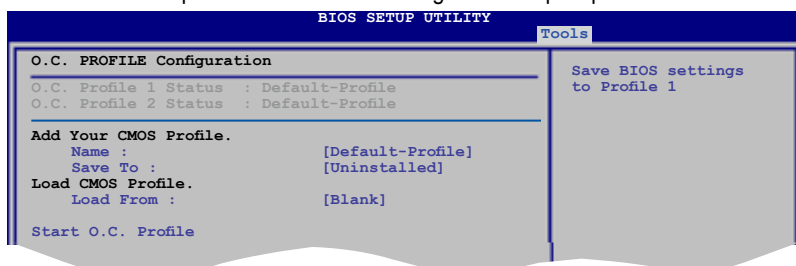 BIOS SETUP UTILITY
Tools
O.C. PROFILE Configuration
O.C. Profile 1 Status : Default-Profile
O.C. Profile 2 Status : Default-Profile
Add Your CMOS Profile.
Name : [Default-Profile]
Save To : [Uninstalled]
Load CMOS Profile.
Load From : [Blank]
Start O.C. Profile
Save BIOS settings
to Profile 1